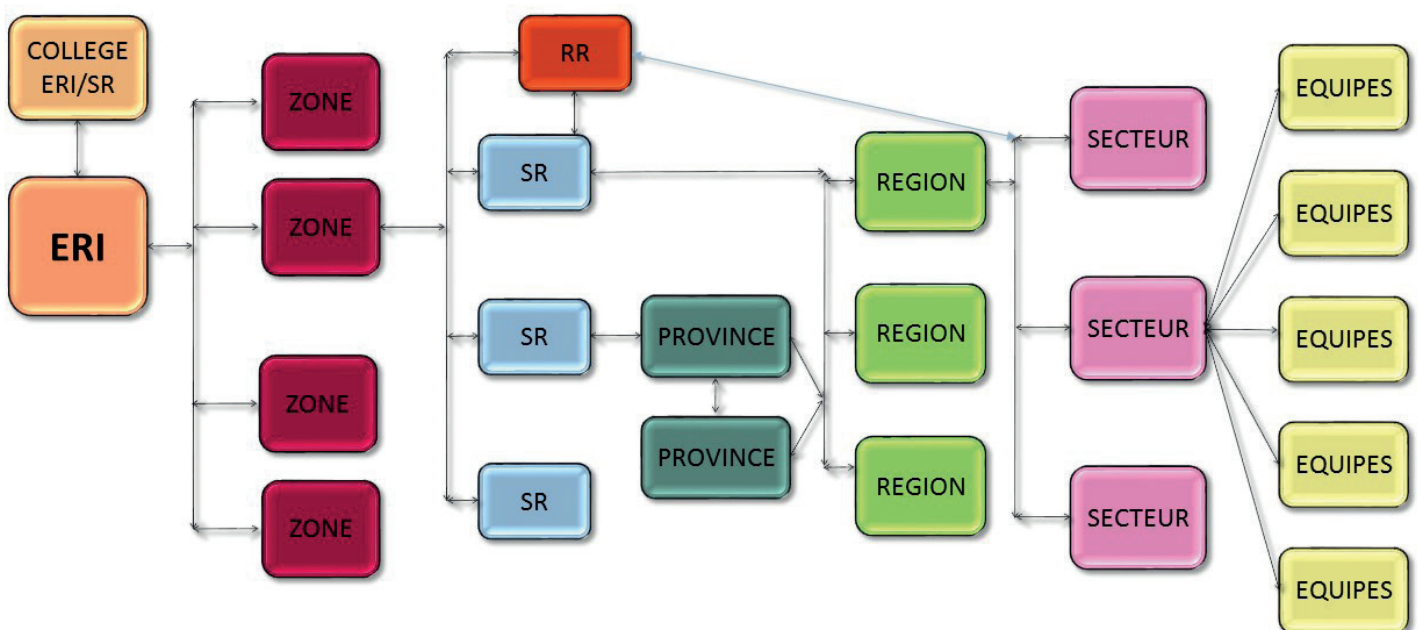 COLLEGE
ERI/SR
ERI
ZONE
ZONE
ZONE
ZONE
RR
SR
SR
SR
PROVINCE
PROVINCE
REGION
REGION
REGION
SECTEUR
SECTEUR
SECTEUR
EQUIPES
EQUIPES
EQUIPES
EQUIPES
EQUIPES